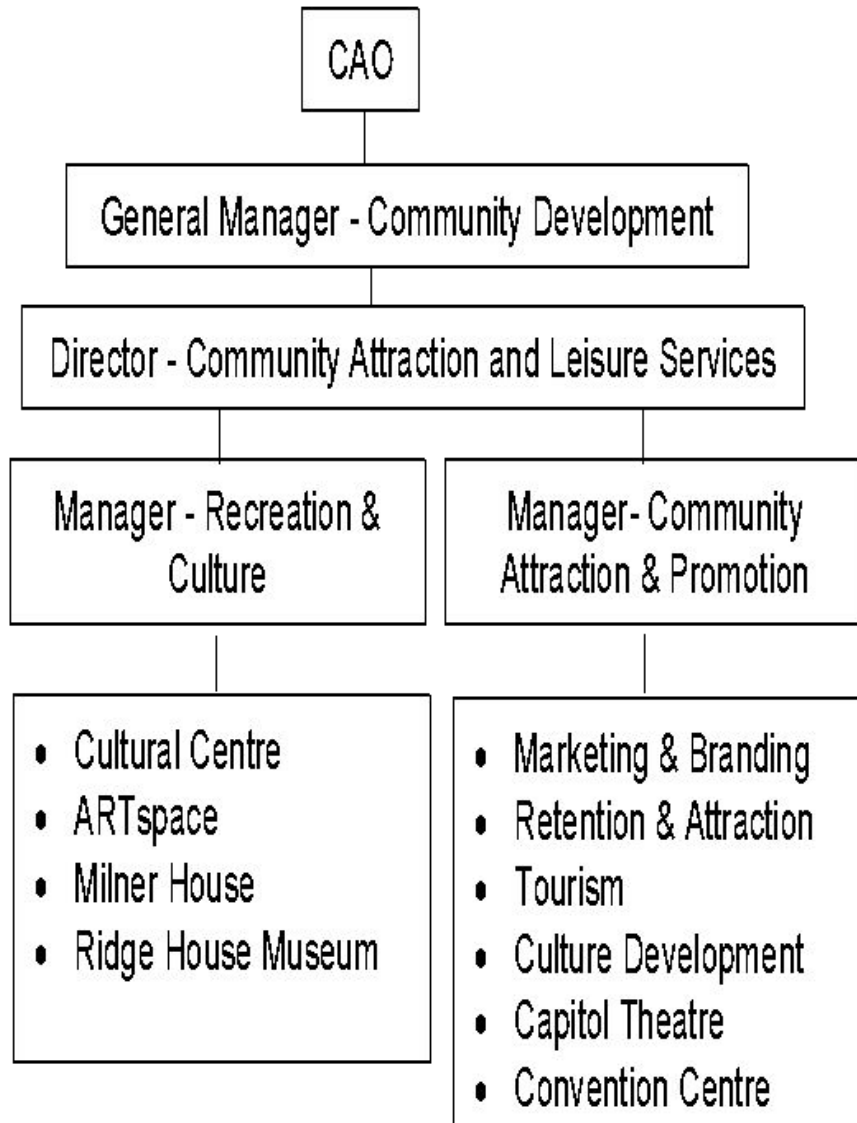 CAO
General Manager - Community Development
Director - Community Attraction and Leisure Services
Manager - Recreation &
Culture
Manager- Community
Attraction & Promotion
• Cultural Centre
• ARTspace
• Milner House
• Ridge House Museum
• Marketing & Branding
• Retention & Attraction
• Tourism
• Culture Development
• Capitol Theatre
• Convention Centre